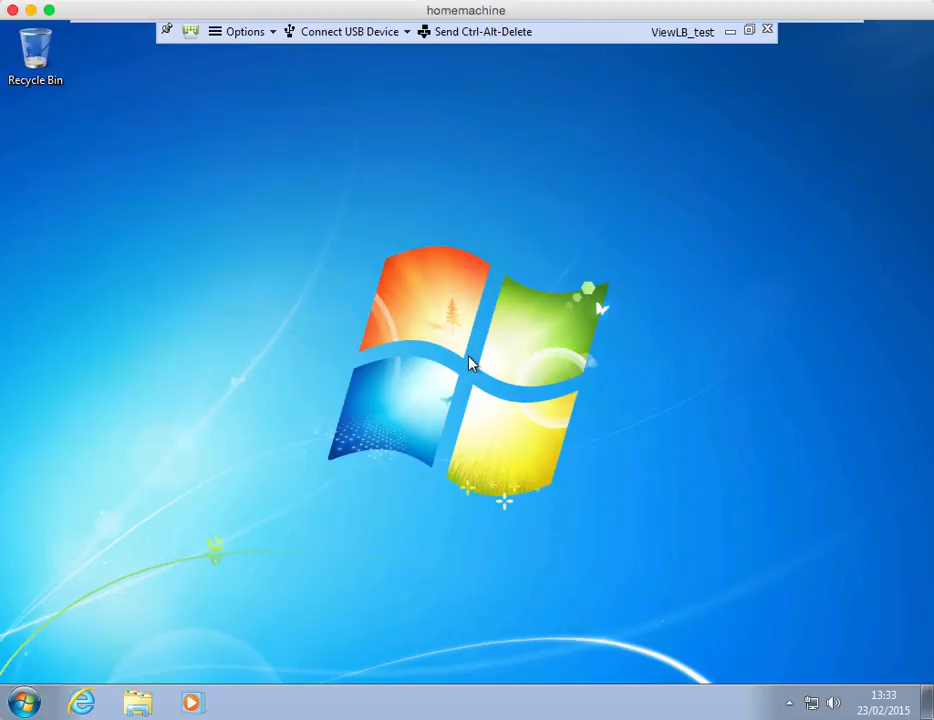 homemachine
Options
Connect USB Device
Send Ctrl-Alt-Delete
ViewLB_test
Recycle Bin
13:33
23/02/2015